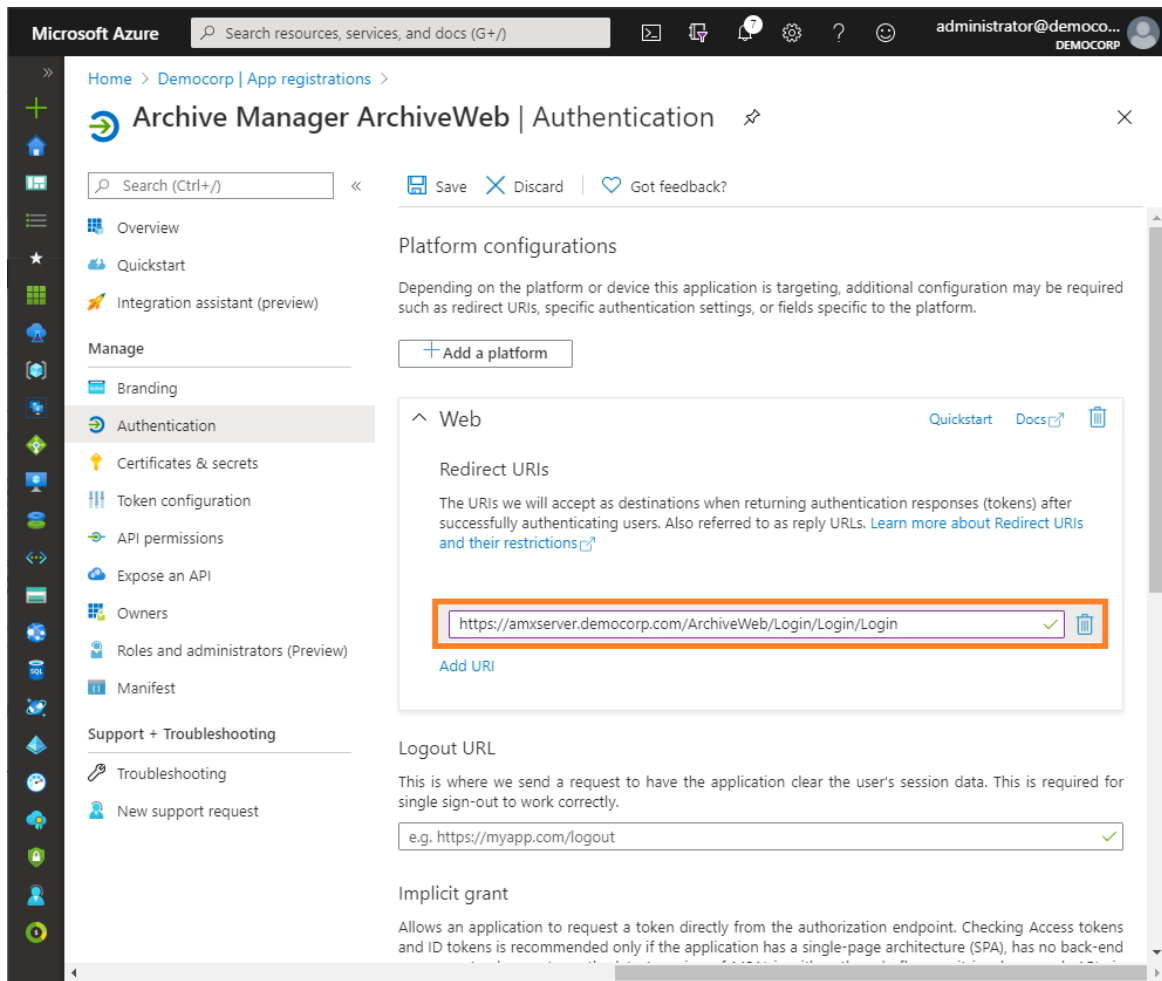 Microsoft Azure
Search resources, services, and docs (G+/)
7
administrator@democo...
DEMOCORP
Home > Democorp | App registrations >
Archive Manager ArchiveWeb | Authentication
Search (Ctrl+/)
Overview
Quickstart
Integration assistant (preview)
Manage
Branding
Authentication
Certificates & secrets
Token configuration
API permissions
Expose an API
Owners
Roles and administrators (Preview)
Manifest
Support + Troubleshooting
Troubleshooting
New support request
Save
Discard
Got feedback?
Platform configurations
Depending on the platform or device this application is targeting, additional configuration may be required
such as redirect URIs, specific authentication settings, or fields specific to the platform.
+ Add a platform
Web
Quickstart
Docs
Redirect URIs
The URIs we will accept as destinations when returning authentication responses (tokens) after
successfully authenticating users. Also referred to as reply URLs. Learn more about Redirect URIs
and their restrictions
https://amxserver.democorp.com/ArchiveWeb/Login/Login/Login
Add URI
Logout URL
This is where we send a request to have the application clear the user's session data. This is required for
single sign-out to work correctly.
e.g. https://myapp.com/logout
Implicit grant
Allows an application to request a token directly from the authorization endpoint. Checking Access tokens
and ID tokens is recommended only if the application has a single-page architecture (SPA), has no back-end